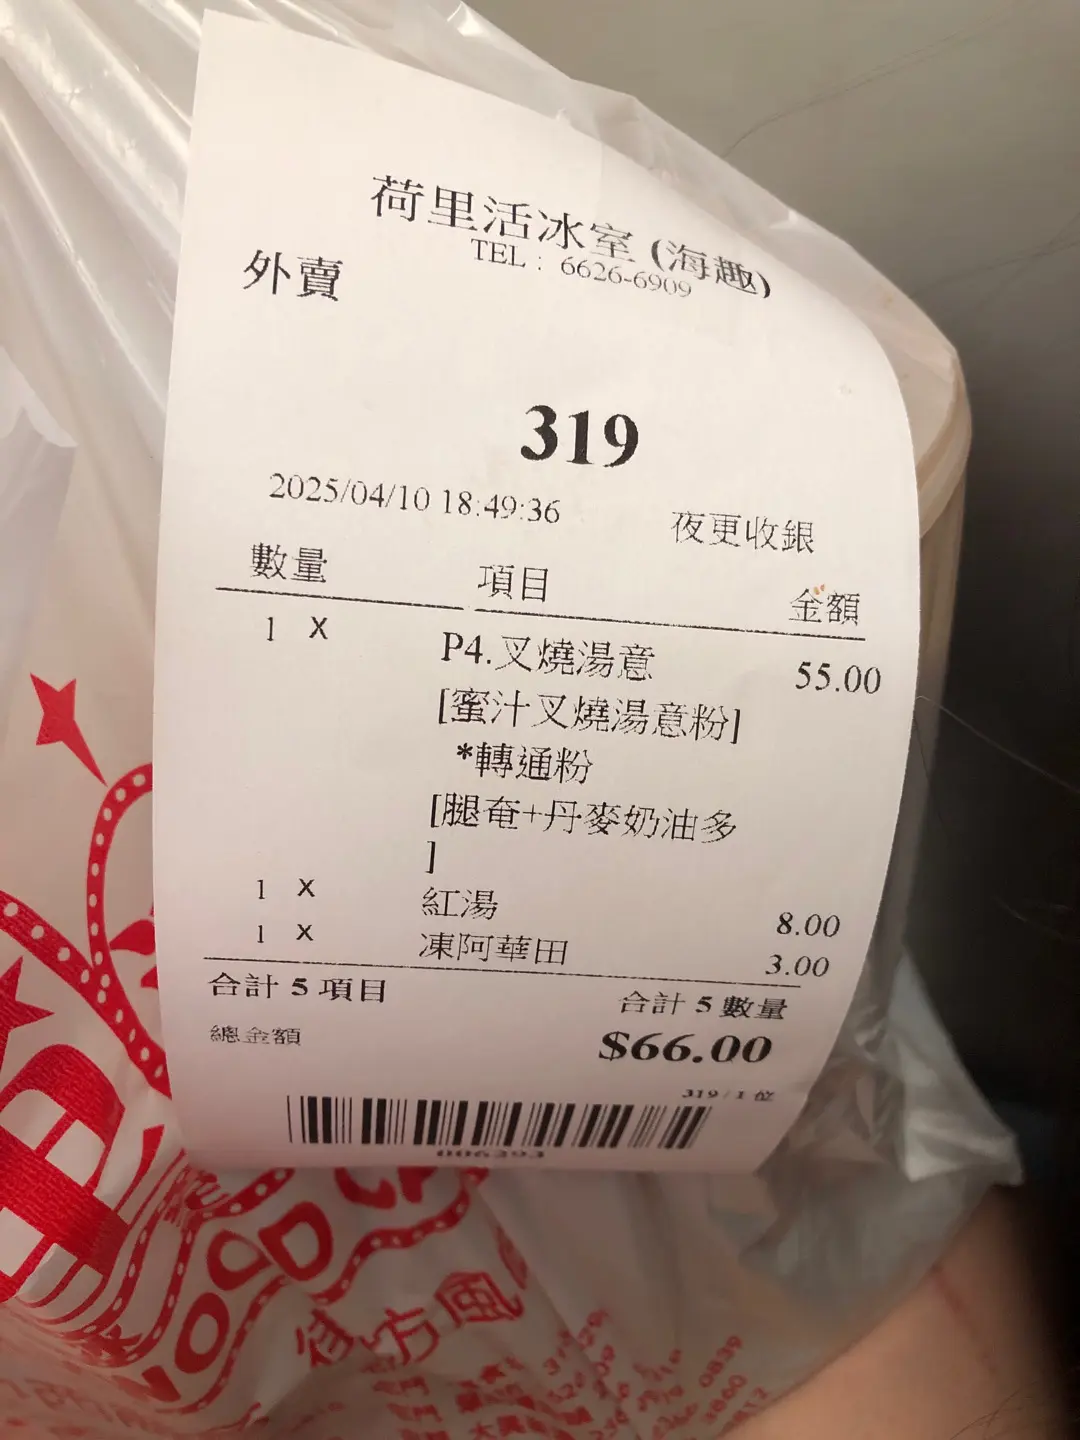 荷里活冰室 (海趣)
TEL : 6626-6909
外賣
319
2025/04/10 18:49:36 夜更收銀
數量 項目 金額
1 X P4.叉燒湯意 55.00
[蜜汁叉燒湯意粉]
*轉通粉
[腿奄+丹麥奶油多
]
1 X 紅湯 8.00
1 X 凍阿華田 3.00
合計 5 項目 合計 5 數量
總金額 $66.00
319 / 1 位
006393